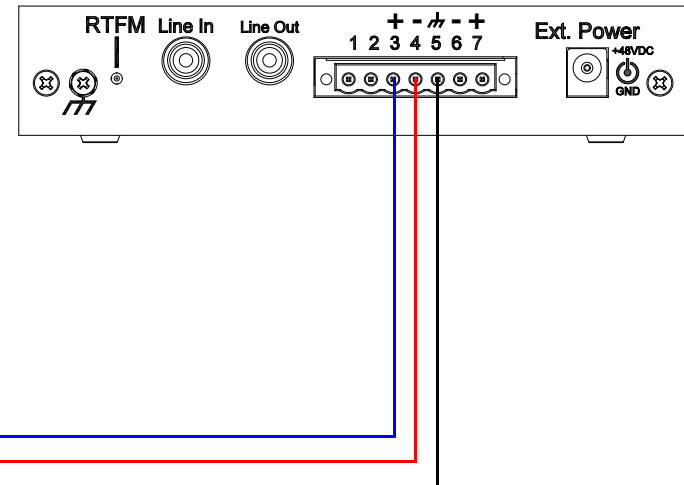 RTFM Line In Line Out + - - + Ext. Power
1 2 3 4 5 6 7 +48VDC
GND